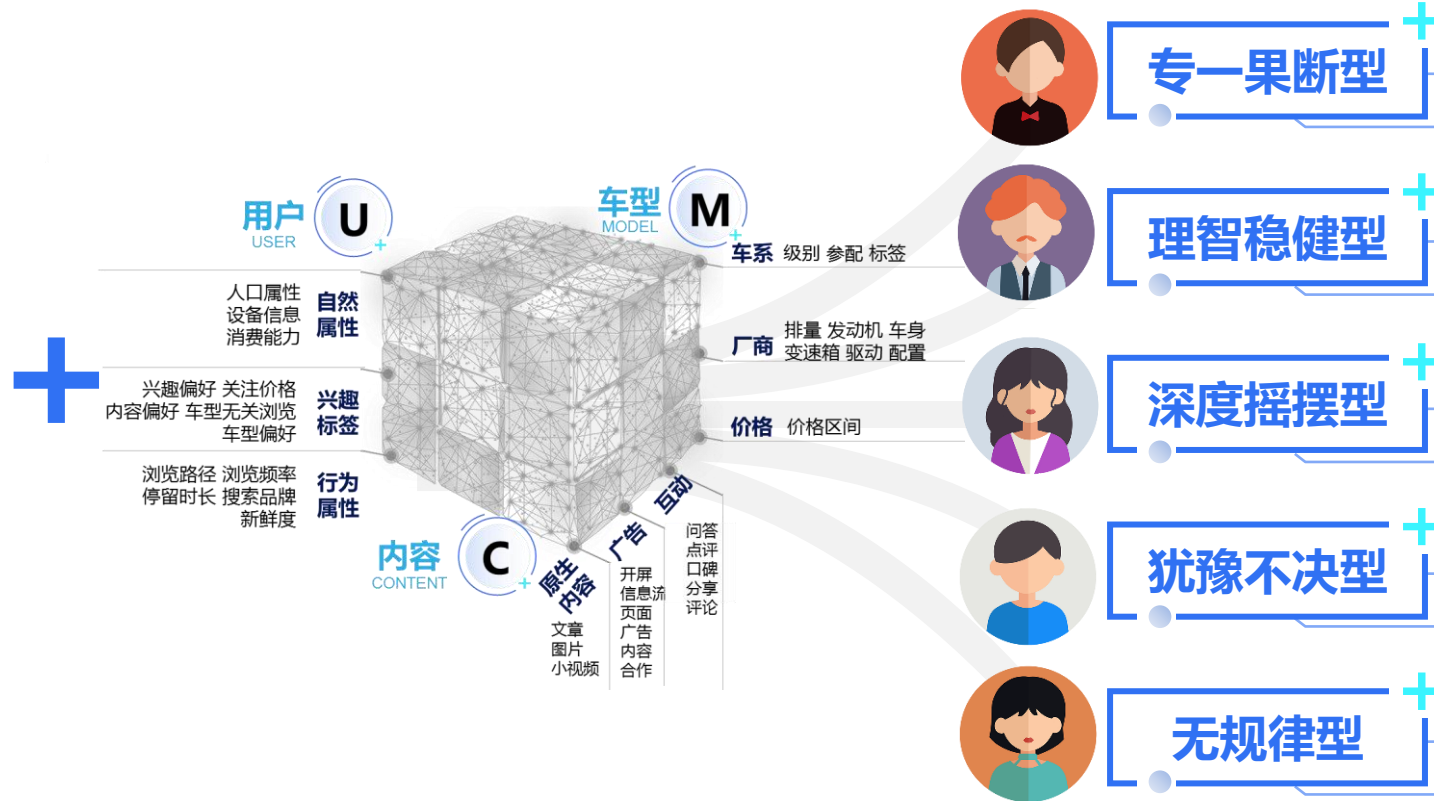 用户
USER
U
自然
属性
人口属性
设备信息
消费能力
兴趣
标签
兴趣偏好 关注价格
内容偏好 车型无关浏览
车型偏好
行为
属性
浏览路径 浏览频率
停留时长 搜索品牌
新鲜度
车型
MODEL
M
车系
级别 参配 标签
厂商
排量 发动机 车身
变速箱 驱动 配置
价格
价格区间
内容
CONTENT
C
原生
内容
文章
图片
小视频
广告
开屏
信息流
页面
广告
内容
合作
互动
问答
点评
口碑
分享
评论
专一果断型
理智稳健型
深度摇摆型
犹豫不决型
无规律型